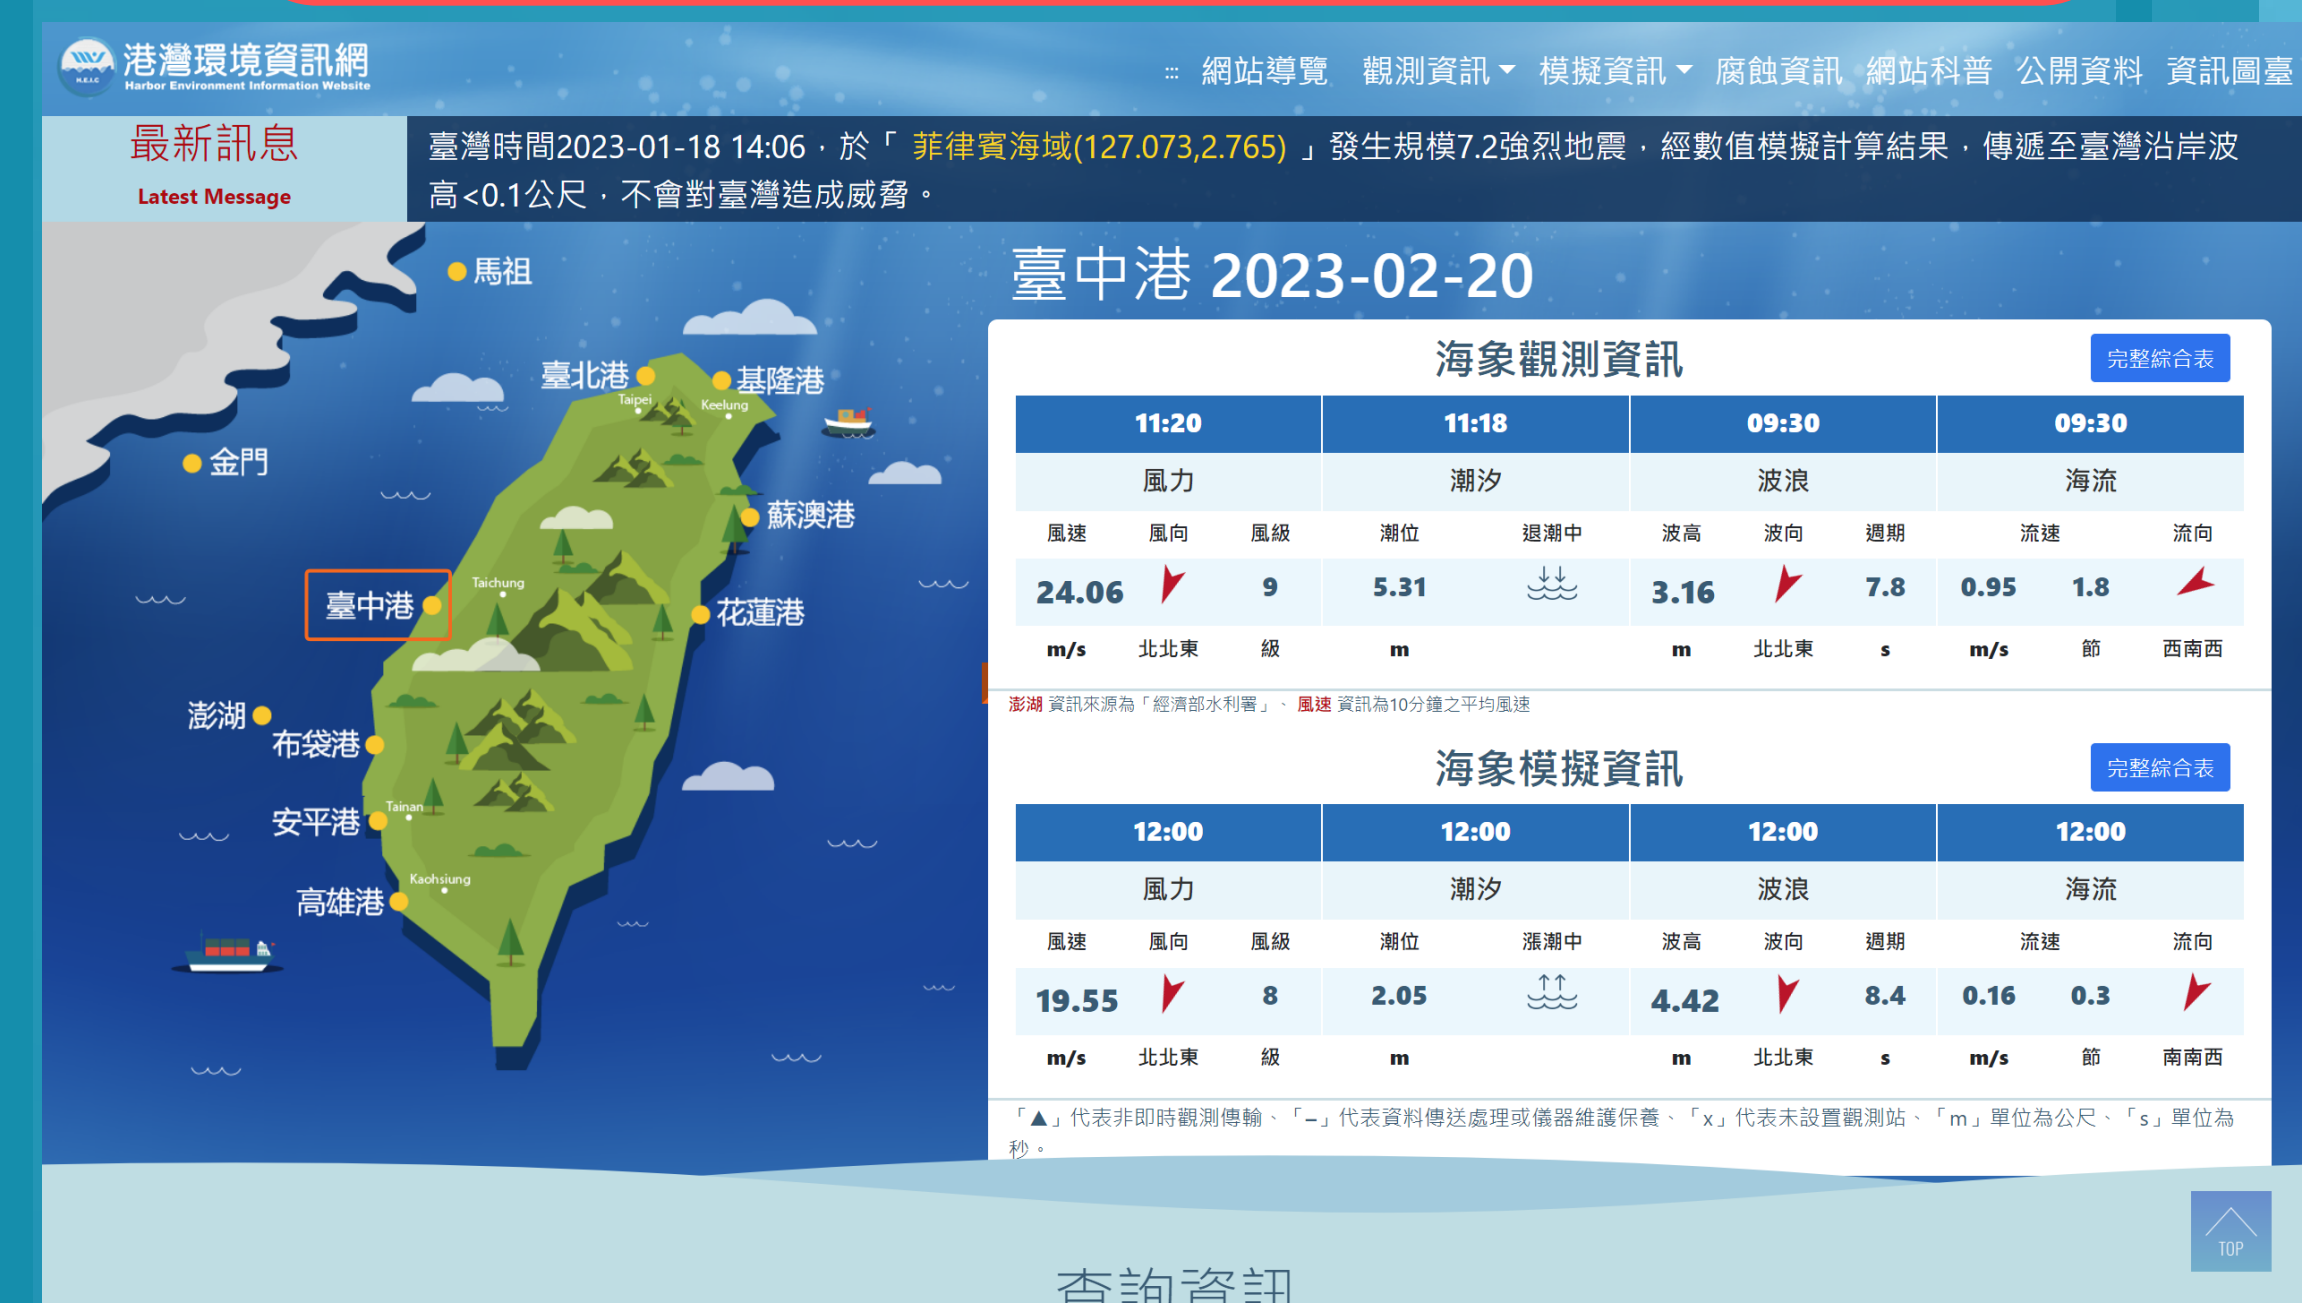 港灣環境資訊網
Harbor Environment Information Website
H.E.I.C
::: 網站導覽 觀測資訊 模擬資訊 腐蝕資訊 網站科普 公開資料 資訊圖臺
最新訊息
Latest Message
臺灣時間2023-01-18 14:06，於「 菲律賓海域(127.073,2.765) 」發生規模7.2強烈地震，經數值模擬計算結果，傳遞至臺灣沿岸波
高<0.1公尺，不會對臺灣造成威脅。
馬祖
臺北港
基隆港
Taipei
Keelung
金門
蘇澳港
Taichung
臺中港
花蓮港
澎湖
布袋港
Tainan
安平港
Kaohsiung
高雄港
臺中港 2023-02-20
海象觀測資訊
完整綜合表
11:20 11:18 09:30 09:30
風力 潮汐 波浪 海流
風速 風向 風級 潮位 退潮中 波高 波向 週期 流速 流向
24.06 9 5.31 3.16 7.8 0.95 1.8
m/s 北北東 級 m m 北北東 s m/s 節 西南西
澎湖 資訊來源為「經濟部水利署」、 風速 資訊為10分鐘之平均風速
海象模擬資訊
完整綜合表
12:00 12:00 12:00 12:00
風力 潮汐 波浪 海流
風速 風向 風級 潮位 漲潮中 波高 波向 週期 流速 流向
19.55 8 2.05 4.42 8.4 0.16 0.3
m/s 北北東 級 m m 北北東 s m/s 節 南南西
「▲」代表非即時觀測傳輸、「–」代表資料傳送處理或儀器維護保養、「x」代表未設置觀測站、「m」單位為公尺、「s」單位為
秒。
TOP
查詢資訊